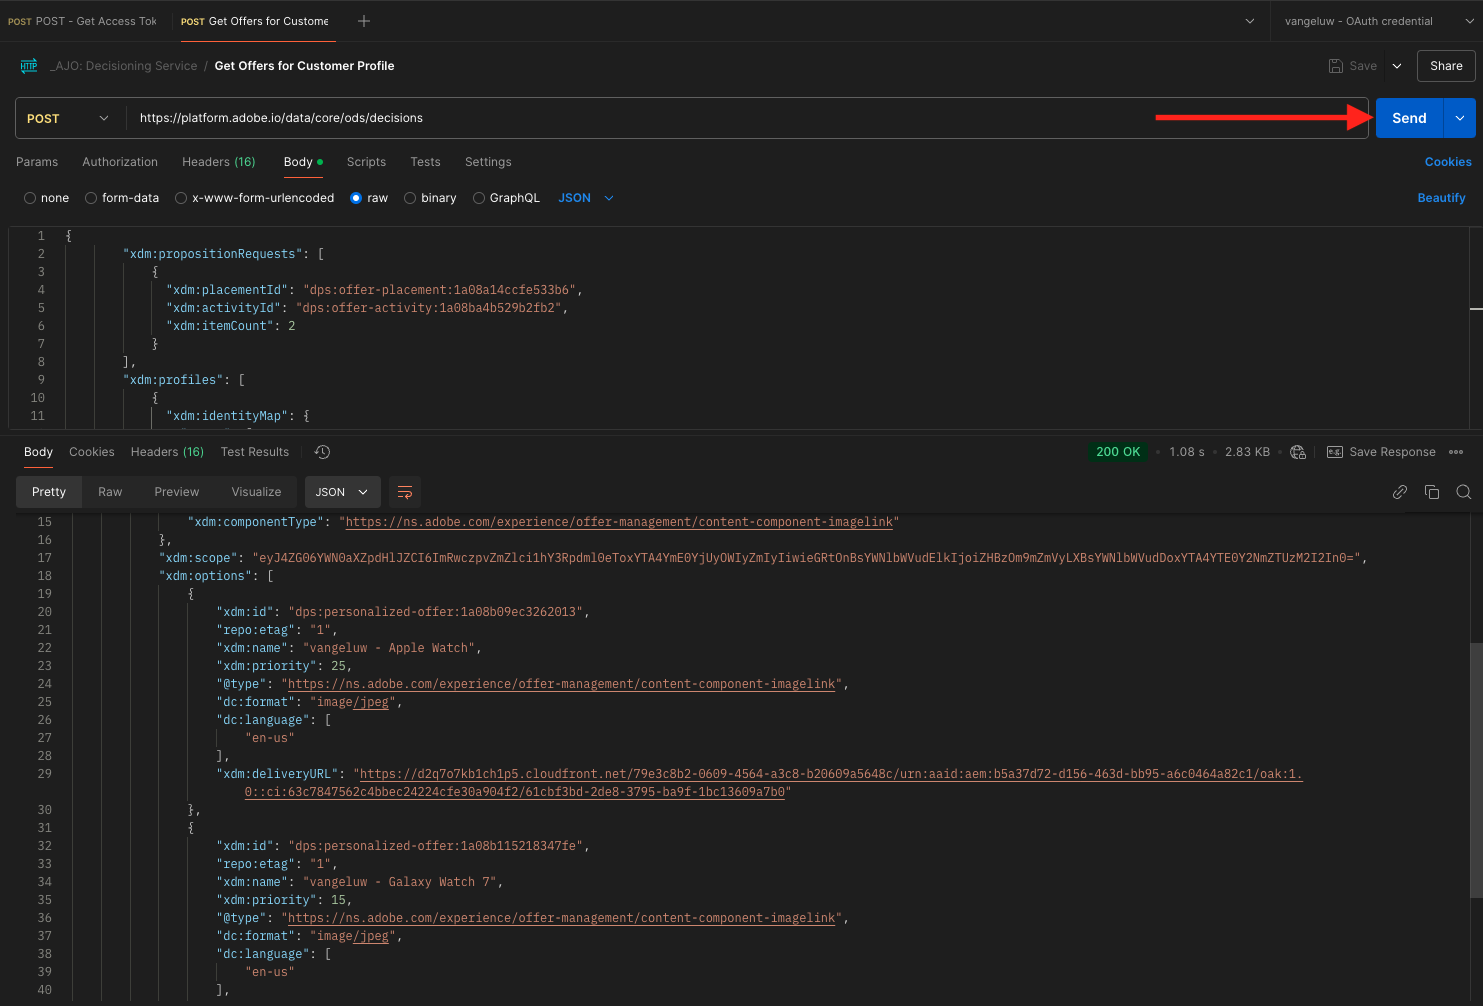 POST POST - Get Access Tok POST Get Offers for Custome vangeluw - OAuth credential
HTTP _AJO: Decisioning Service / Get Offers for Customer Profile Save Share
POST https://platform.adobe.io/data/core/ods/decisions Send
Params Authorization Headers (16) Body Scripts Tests Settings Cookies
none form-data x-www-form-urlencoded raw binary GraphQL JSON Beautify
1 {
2 "xdm:propositionRequests": [
3 {
4 "xdm:placementId": "dps:offer-placement:1a08a14ccfe533b6",
5 "xdm:activityId": "dps:offer-activity:1a08ba4b529b2fb2",
6 "xdm:itemCount": 2
7 }
8 ],
9 "xdm:profiles": [
10 {
11 "xdm:identityMap": {
Body Cookies Headers (16) Test Results 200 OK 1.08 s 2.83 KB e.g. Save Response
Pretty Raw Preview Visualize JSON
15 "xdm:componentType": "https://ns.adobe.com/experience/offer-management/content-component-imagelink"
16 },
17 "xdm:scope": "eyJ4ZG06YWN0aXZpdHlJZCI6ImRwczpvZmZlci1hY3Rpdml0eToxYTA4YmE0YjUyOWIyZmIyIiwieGRtOnBsYWNlbWVudElkIjoiZHBzOm9mZmVyLXBsYWNlbWVudDoxYTA4YTE0Y2NmZTUzM2I2In0=",
18 "xdm:options": [
19 {
20 "xdm:id": "dps:personalized-offer:1a08b09ec3262013",
21 "repo:etag": "1",
22 "xdm:name": "vangeluw - Apple Watch",
23 "xdm:priority": 25,
24 "@type": "https://ns.adobe.com/experience/offer-management/content-component-imagelink",
25 "dc:format": "image/jpeg",
26 "dc:language": [
27 "en-us"
28 ],
29 "xdm:deliveryURL": "https://d2q7o7kb1ch1p5.cloudfront.net/79e3c8b2-0609-4564-a3c8-b20609a5648c/urn:aaid:aem:b5a37d72-d156-463d-bb95-a6c0464a82c1/oak:1.
0::ci:63c7847562c4bbec24224cfe30a904f2/61cbf3bd-2de8-3795-ba9f-1bc13609a7b0"
30 },
31 {
32 "xdm:id": "dps:personalized-offer:1a08b115218347fe",
33 "repo:etag": "1",
34 "xdm:name": "vangeluw - Galaxy Watch 7",
35 "xdm:priority": 15,
36 "@type": "https://ns.adobe.com/experience/offer-management/content-component-imagelink",
37 "dc:format": "image/jpeg",
38 "dc:language": [
39 "en-us"
40 ],